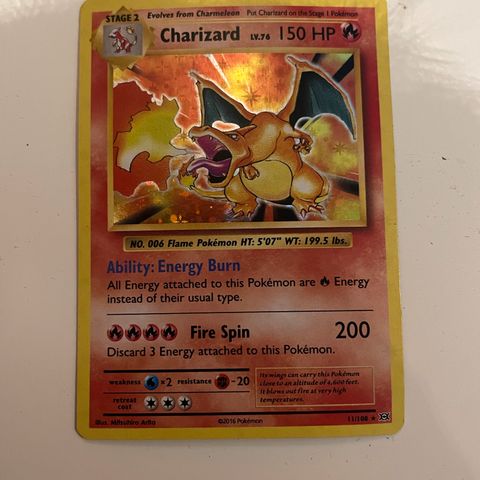 STAGE 2 Evolves from Charmeleon Put Charizard on the Stage 1 Pokémon
Charizard LV.76 150 HP
NO. 006 Flame Pokémon HT: 5'07" WT: 199.5 lbs.
Ability: Energy Burn
All Energy attached to this Pokémon are Energy
instead of their usual type.
Fire Spin 200
Discard 3 Energy attached to this Pokémon.
weakness ×2 resistance -20
retreat
cost
Its wings can carry this Pokémon
close to an altitude of 4,600 feet.
It blows out fire at very high
temperatures.
Illus. Mitsuhiro Arita ©2016 Pokémon 11/108 ★